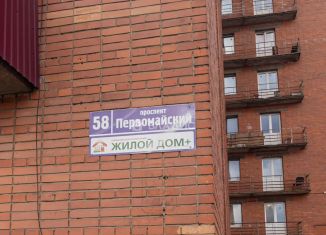 58
проспект
Первомайский
ЖИЛОЙ ДОМ+